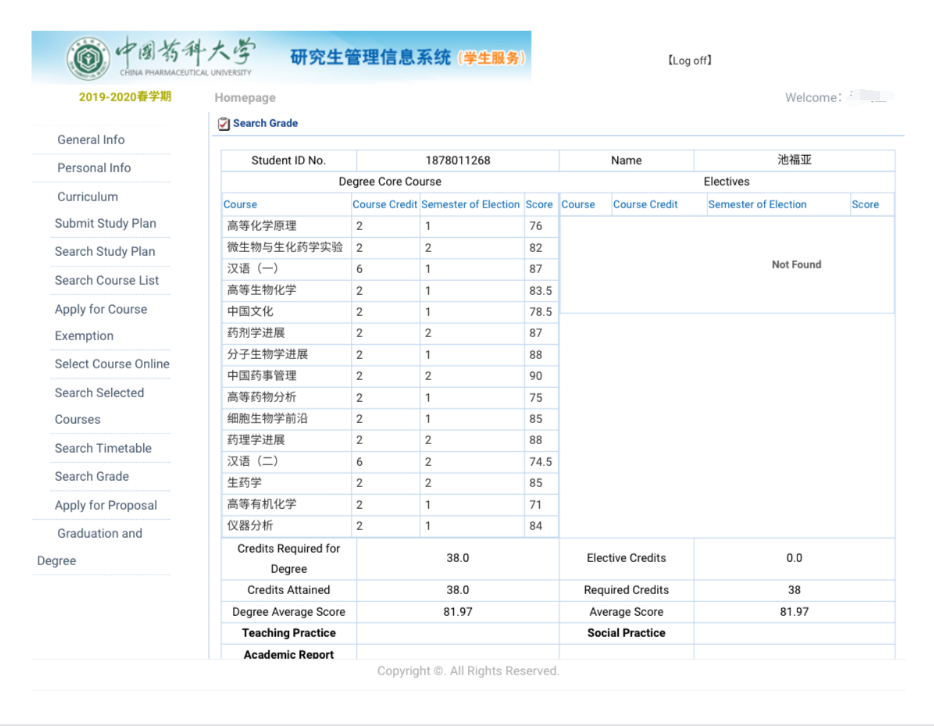 中国药科大学
CHINA PHARMACEUTICAL UNIVERSITY
研究生管理信息系统 (学生服务)
【Log off】
2019-2020春学期
Homepage
Welcome：
Search Grade
General Info
Personal Info
Curriculum
Submit Study Plan
Search Study Plan
Search Course List
Apply for Course
Exemption
Select Course Online
Search Selected
Courses
Search Timetable
Search Grade
Apply for Proposal
Graduation and
Degree
Student ID No. 1878011268 Name 池福亚
Degree Core Course Electives
Course Course Credit Semester of Election Score Course Course Credit Semester of Election Score
高等化学原理 2 1 76
微生物与生化药学实验 2 2 82
汉语（一） 6 1 87
高等生物化学 2 1 83.5
中国文化 2 1 78.5
药剂学进展 2 2 87
分子生物学进展 2 1 88
中国药事管理 2 2 90
高等药物分析 2 1 75
细胞生物学前沿 2 1 85
药理学进展 2 2 88
汉语（二） 6 2 74.5
生药学 2 2 85
高等有机化学 2 1 71
仪器分析 2 1 84
Not Found
Credits Required for
Degree 38.0 Elective Credits 0.0
Credits Attained 38.0 Required Credits 38
Degree Average Score 81.97 Average Score 81.97
Teaching Practice Social Practice
Academic Report
Copyright ©. All Rights Reserved.